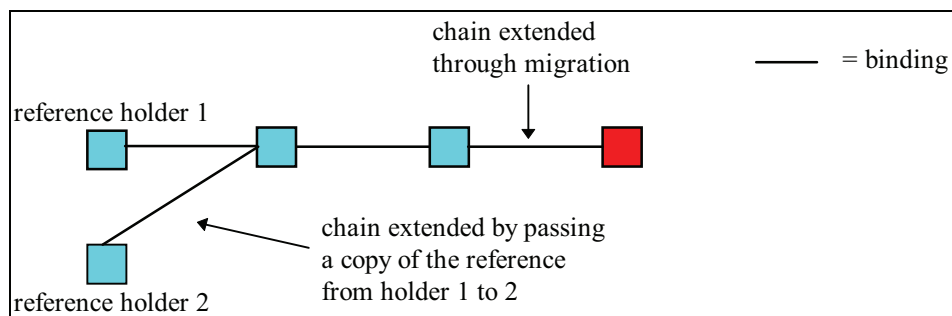 chain extended
through migration
= binding
reference holder 1
chain extended by passing
a copy of the reference
from holder 1 to 2
reference holder 2